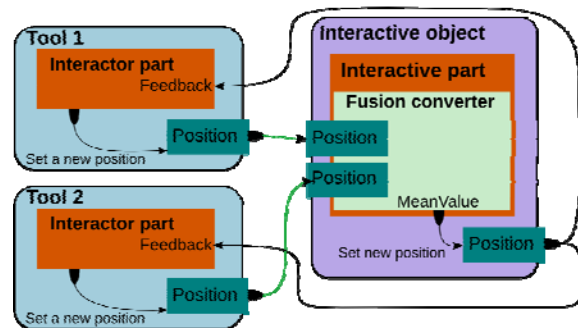 Tool 1
Interactor part
Feedback
Position
Set a new position
Tool 2
Interactor part
Feedback
Position
Set a new position
Interactive object
Interactive part
Fusion converter
Position
Position
MeanValue
Set new position
Position